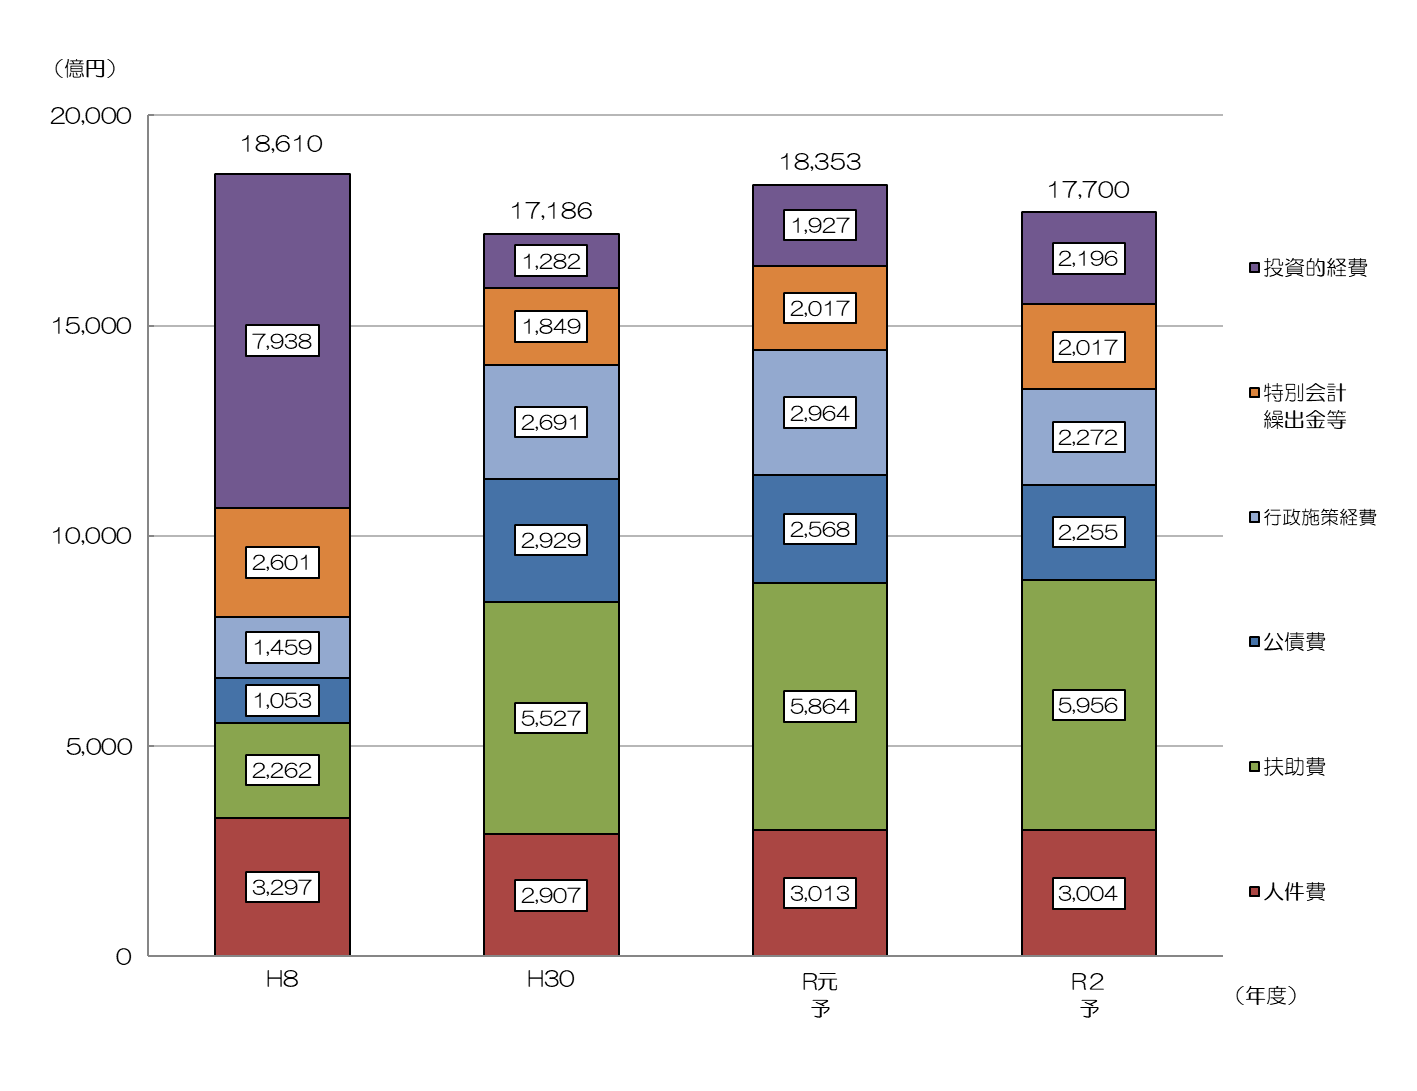 （億円）
20,000
15,000
10,000
5,000
0
18,610
7,938
2,601
1,459
1,053
2,262
3,297
H8
17,186
1,282
1,849
2,691
2,929
5,527
2,907
H30
18,353
1,927
2,017
2,964
2,568
5,864
3,013
R元
予
17,700
2,196
2,017
2,272
2,255
5,956
3,004
R２
予
（年度）
投資的経費
特別会計
繰出金等
行政施策経費
公債費
扶助費
人件費